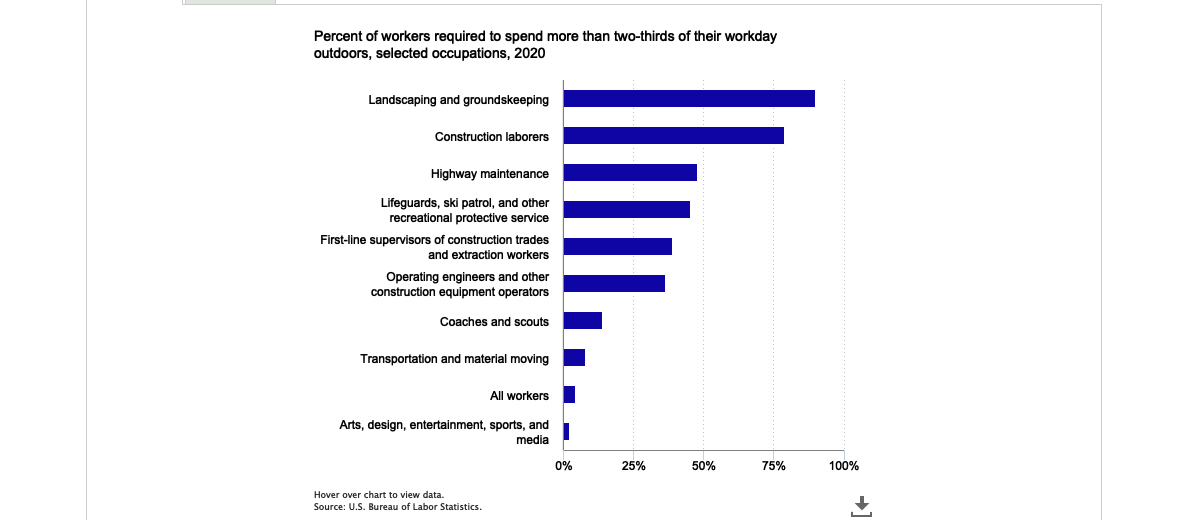 Percent of workers required to spend more than two-thirds of their workday
outdoors, selected occupations, 2020
Landscaping and groundskeeping
Construction laborers
Highway maintenance
Lifeguards, ski patrol, and other
recreational protective service
First-line supervisors of construction trades
and extraction workers
Operating engineers and other
construction equipment operators
Coaches and scouts
Transportation and material moving
All workers
Arts, design, entertainment, sports, and
media
0% 25% 50% 75% 100%
Hover over chart to view data.
Source: U.S. Bureau of Labor Statistics.